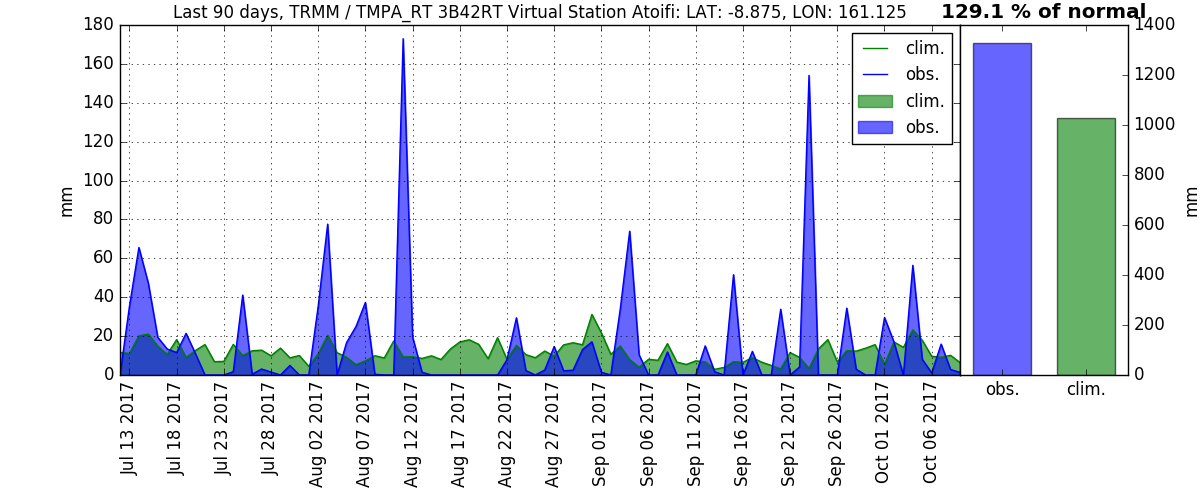 Last 90 days, TRMM / TMPA_RT 3B42RT Virtual Station Atoifi: LAT: -8.875, LON: 161.125
129.1 % of normal
180
160
140
120
100
80
60
40
20
0
mm
clim.
obs.
clim.
obs.
Jul 13 2017
Jul 18 2017
Jul 23 2017
Jul 28 2017
Aug 02 2017
Aug 07 2017
Aug 12 2017
Aug 17 2017
Aug 22 2017
Aug 27 2017
Sep 01 2017
Sep 06 2017
Sep 11 2017
Sep 16 2017
Sep 21 2017
Sep 26 2017
Oct 01 2017
Oct 06 2017
1400
1200
1000
800
600
400
200
0
mm
obs.
clim.